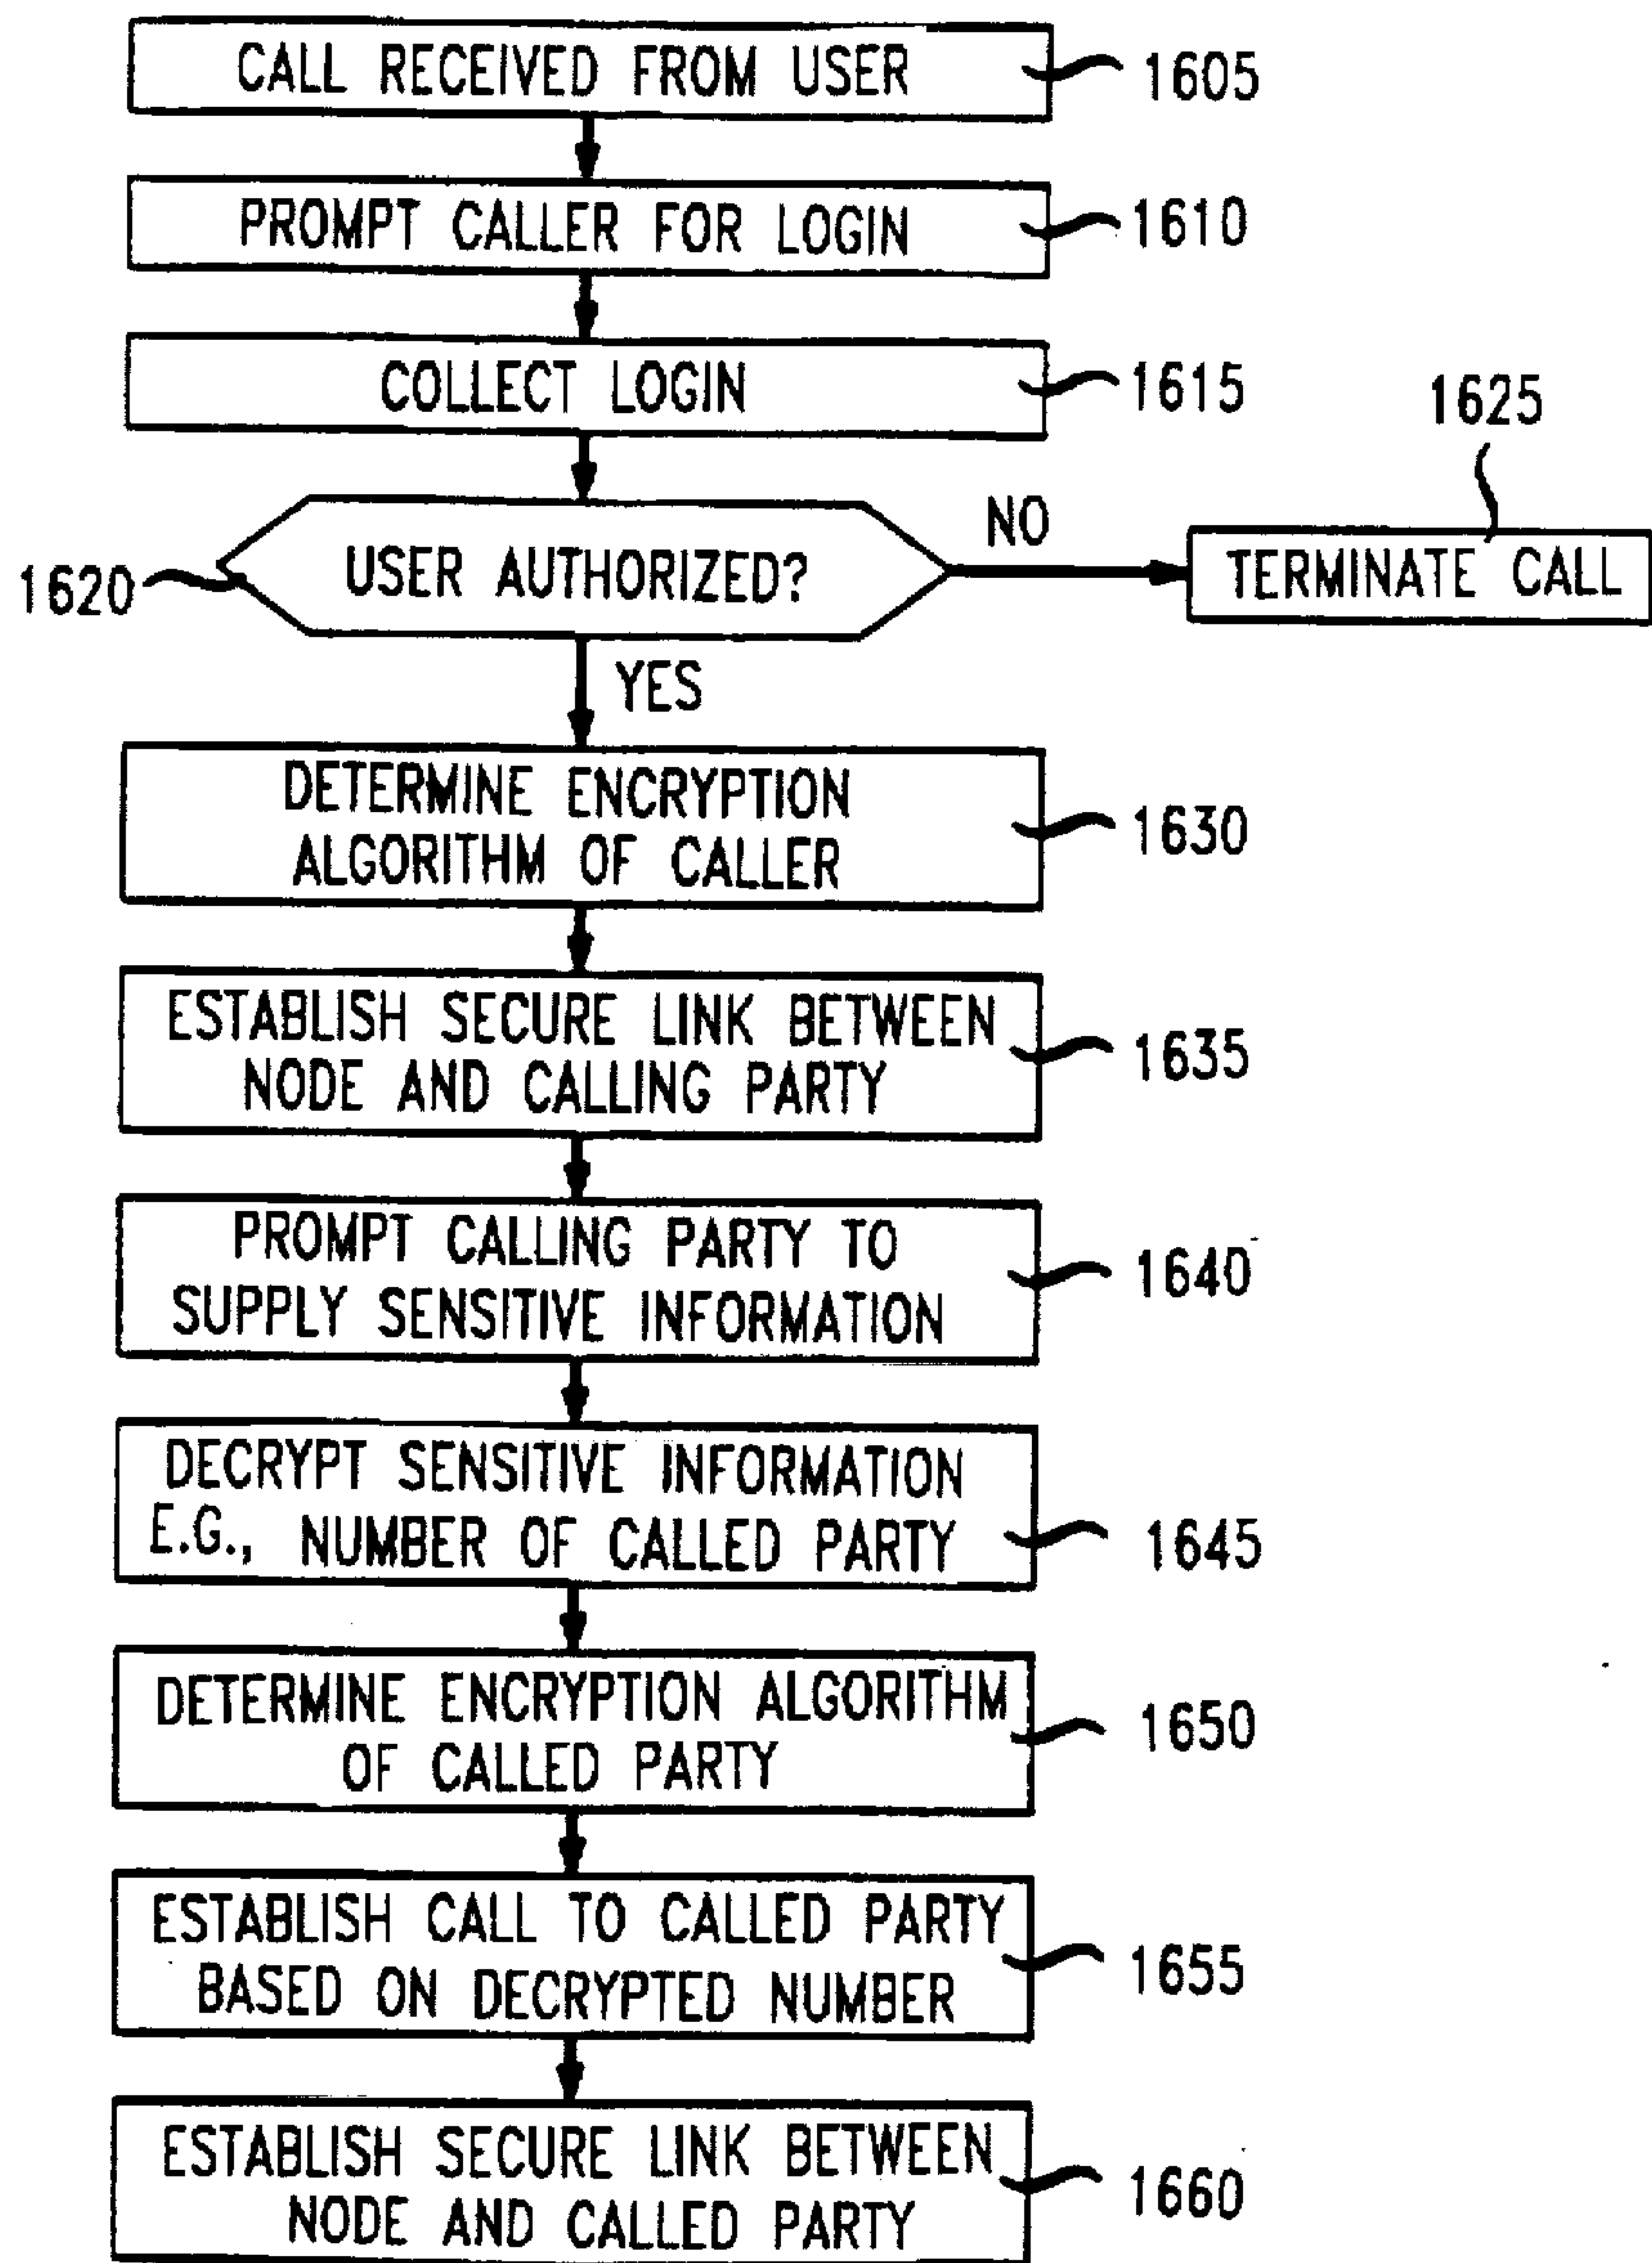 CALL RECEIVED FROM USER
1605
PROMPT CALLER FOR LOGIN
1610
COLLECT LOGIN
1615
1625
NO
TERMINATE CALL
USER AUTHORIZED?
1620
YES
DETERMINE ENCRYPTION
ALGORITHM OF CALLER
1630
ESTABLISH SECURE LINK BETWEEN
NODE AND CALLING PARTY
1635
PROMPT CALLING PARTY TO
SUPPLY SENSITIVE INFORMATION
1640
DECRYPT SENSITIVE INFORMATION
E.G., NUMBER OF CALLED PARTY
1645
DETERMINE ENCRYPTION ALGORITHM
OF CALLED PARTY
1650
ESTABLISH CALL TO CALLED PARTY
BASED ON DECRYPTED NUMBER
1655
ESTABLISH SECURE LINK BETWEEN
NODE AND CALLED PARTY
1660